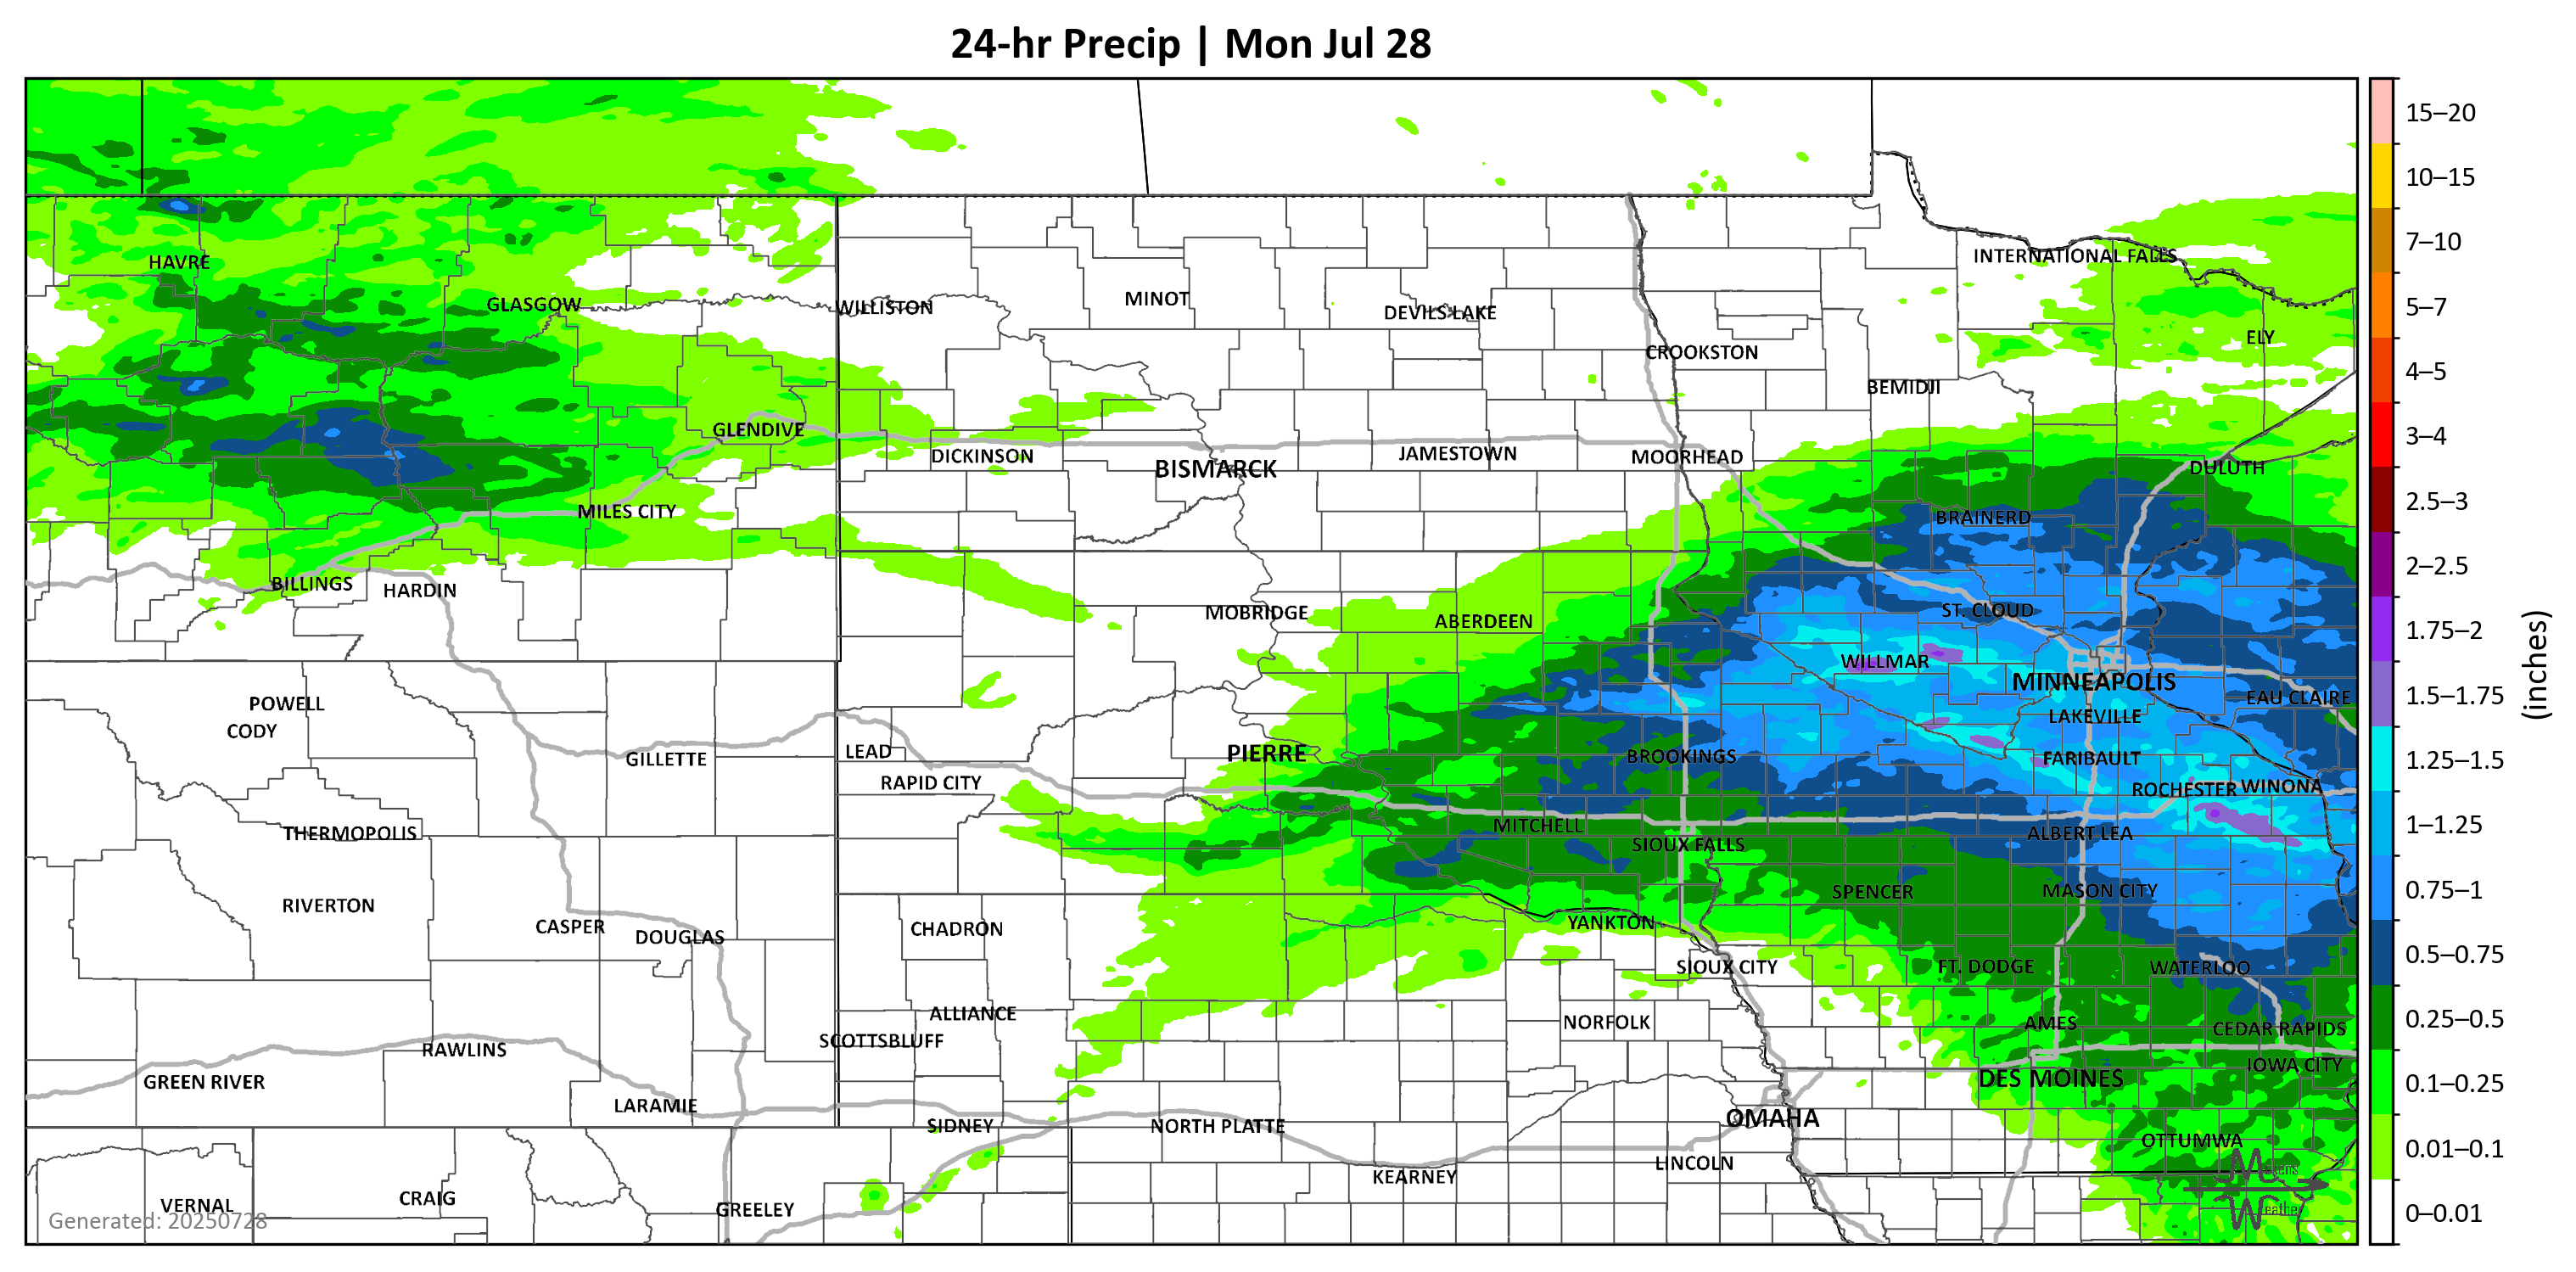 24-hr Precip | Mon Jul 28
15–20
10–15
7–10
5–7
4–5
3–4
2.5–3
2–2.5
1.75–2
1.5–1.75
1.25–1.5
1–1.25
0.75–1
0.5–0.75
0.25–0.5
0.1–0.25
0.01–0.1
0–0.01
(inches)
HAVRE
INTERNATIONAL FALLS
GLASGOW
WILLISTON
MINOT
DEVILS LAKE
ELY
CROOKSTON
BEMIDJI
GLENDIVE
DICKINSON
BISMARCK
JAMESTOWN
MOORHEAD
DULUTH
MILES CITY
BRAINERD
BILLINGS
HARDIN
MOBRIDGE
ABERDEEN
ST. CLOUD
WILLMAR
MINNEAPOLIS
EAU CLAIRE
POWELL
CODY
LAKEVILLE
GILLETTE
LEAD
PIERRE
BROOKINGS
FARIBAULT
RAPID CITY
ROCHESTER
WINONA
THERMOPOLIS
MITCHELL
SIOUX FALLS
ALBERT LEA
RIVERTON
SPENCER
MASON CITY
CASPER
DOUGLAS
CHADRON
YANKTON
SIOUX CITY
FT. DODGE
WATERLOO
ALLIANCE
SCOTTSBLUFF
NORFOLK
AMES
CEDAR RAPIDS
RAWLINS
IOWA CITY
GREEN RIVER
DES MOINES
LARAMIE
SIDNEY
NORTH PLATTE
OMAHA
OTTUMWA
KEARNEY
LINCOLN
VERNAL
CRAIG
GREELEY
Generated: 20250728
Weather